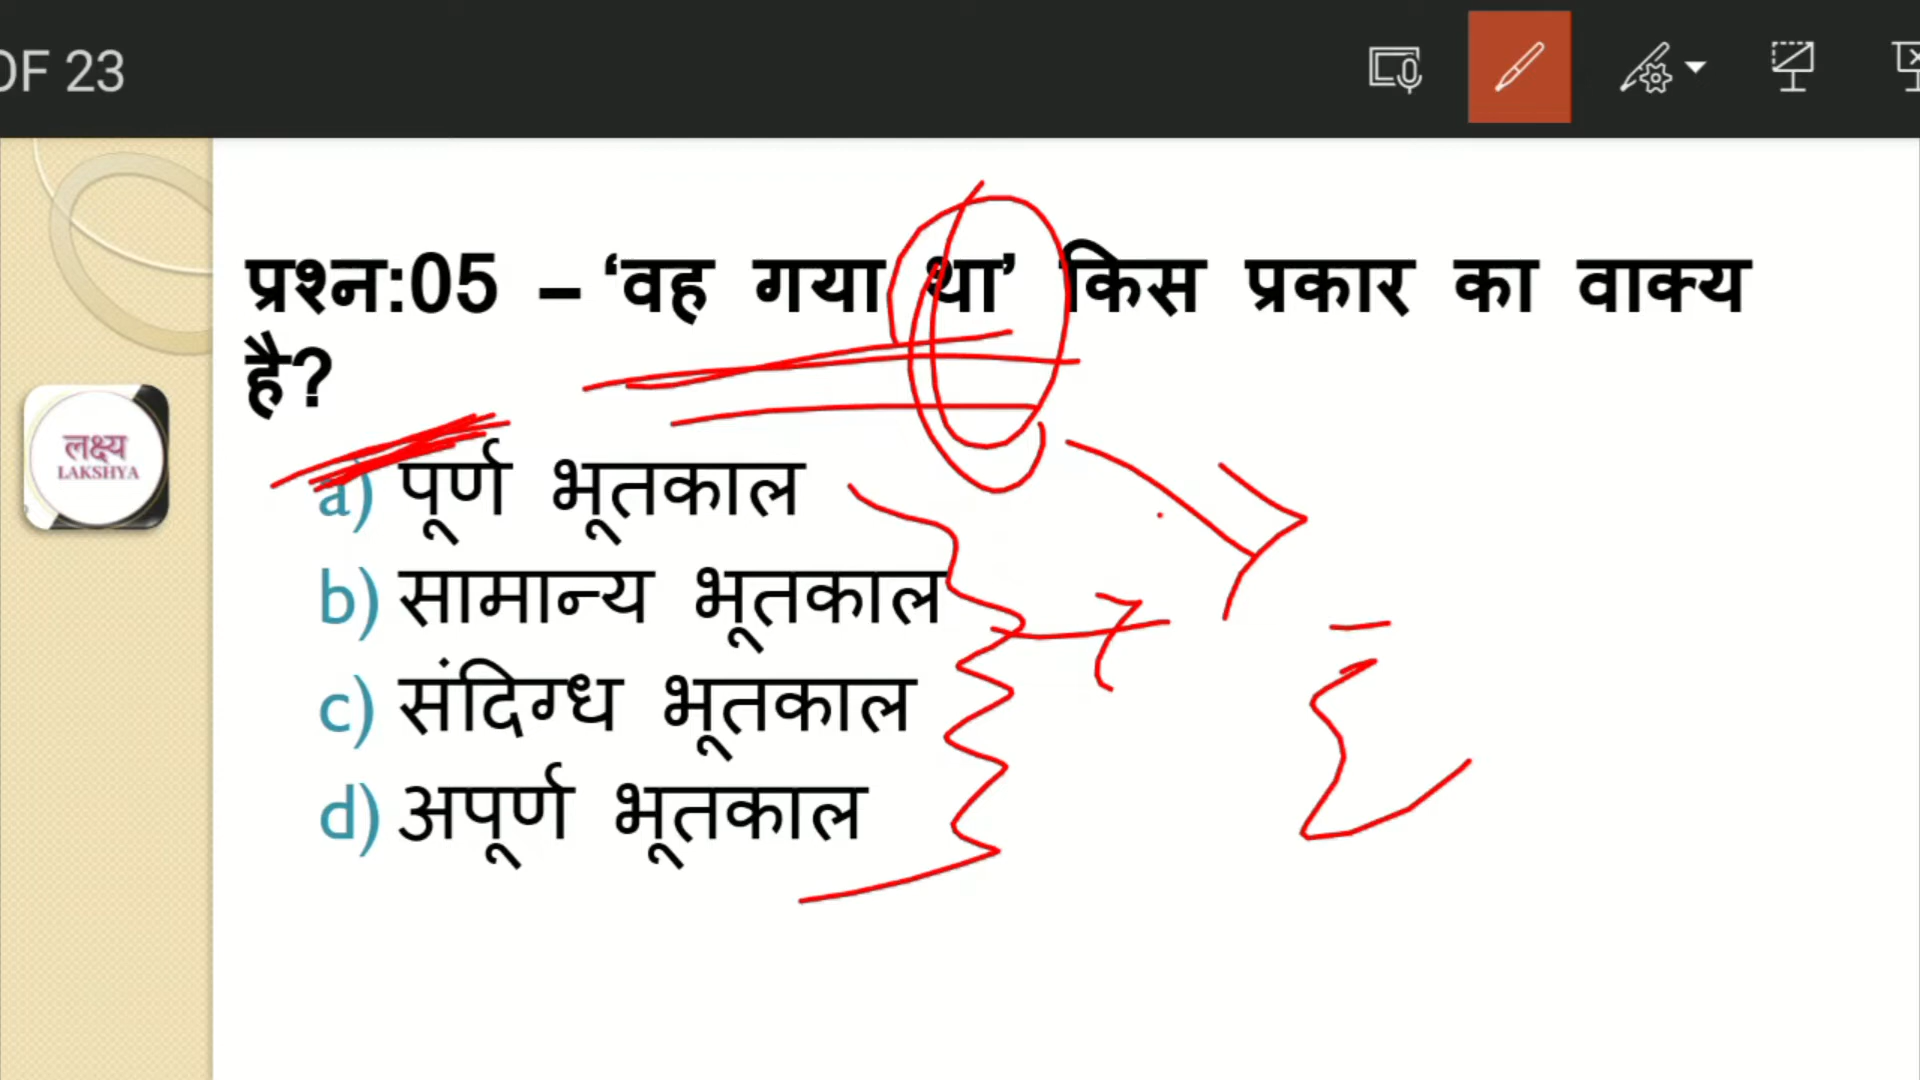 OF 23
प्रश्न:05 – ‘वह गया था’ किस प्रकार का वाक्य
है?
लक्ष्य
LAKSHYA
a) पूर्ण भूतकाल
b) सामान्य भूतकाल
c) संदिग्ध भूतकाल
d) अपूर्ण भूतकाल